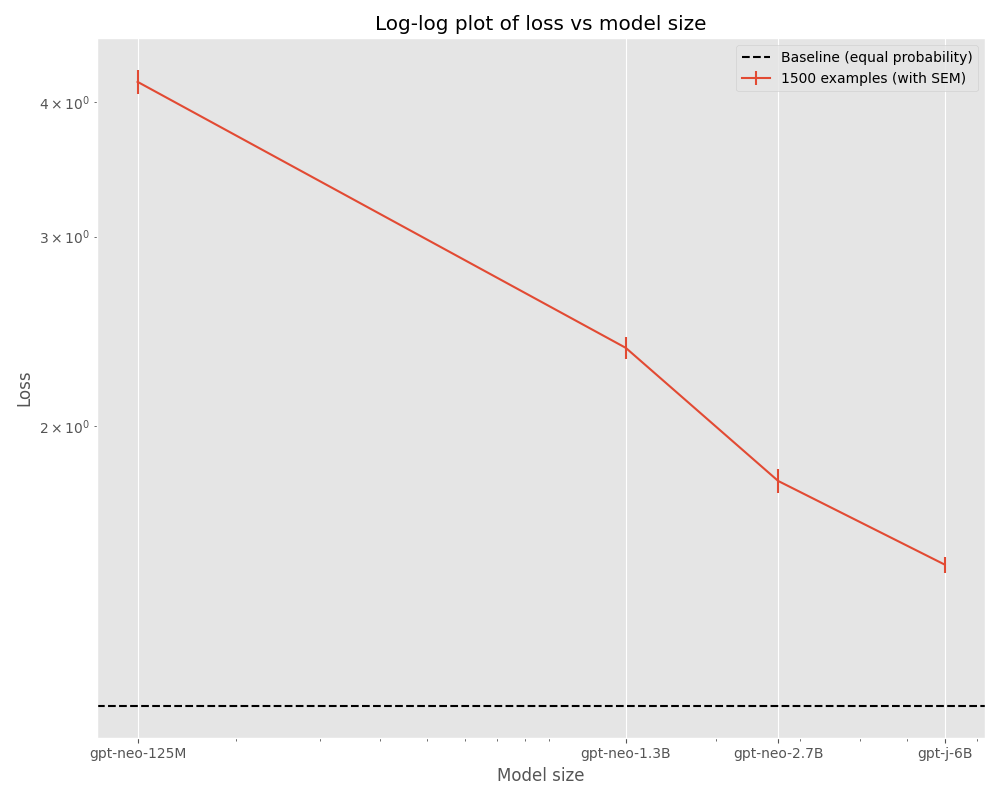 Log-log plot of loss vs model size
Baseline (equal probability)
1500 examples (with SEM)
4 × 10⁰
3 × 10⁰
2 × 10⁰
Loss
gpt-neo-125M
gpt-neo-1.3B
gpt-neo-2.7B
gpt-j-6B
Model size